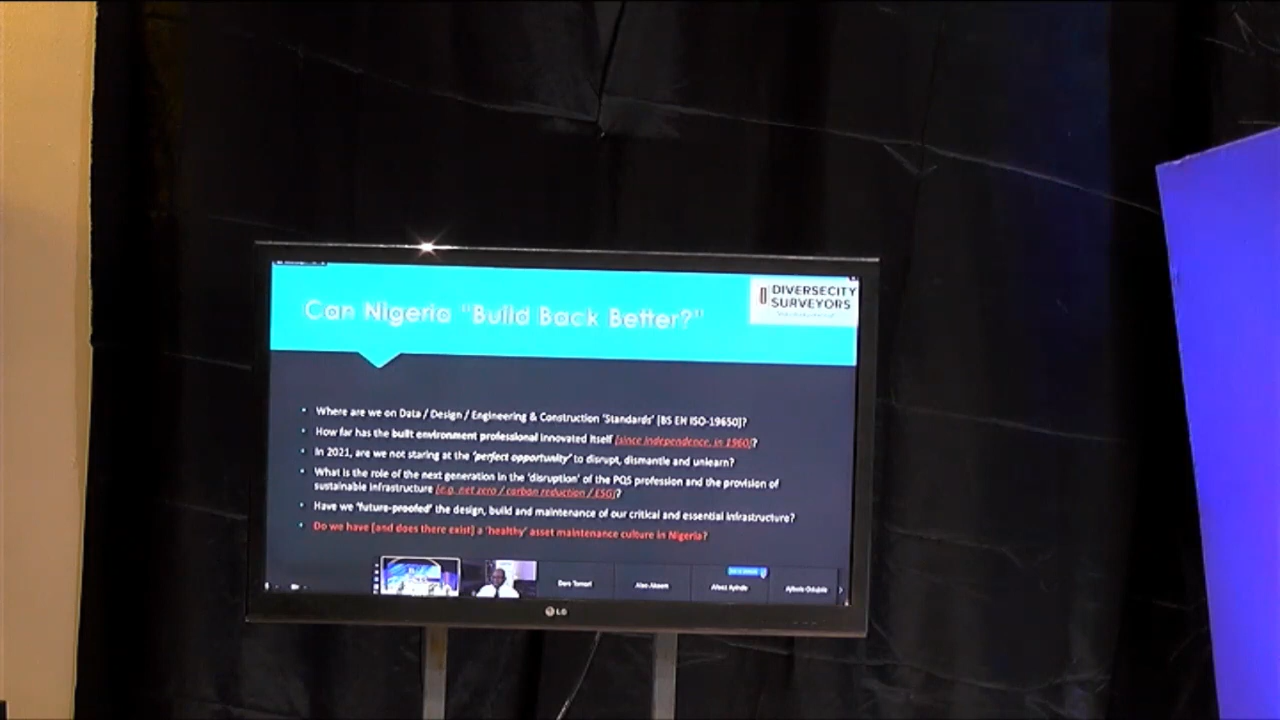 Can Nigeria "Build Back Better?"
DIVERSECITY
SURVEYORS
Where are we on Data / Design / Engineering & Construction 'Standards' [BS EN ISO-19650]?
How far has the built environment professional innovated itself [since independence, in 1960]?
In 2021, are we not staring at the 'perfect opportunity' to disrupt, dismantle and unlearn?
What is the role of the next generation in the 'disruption' of the PQS profession and the provision of
sustainable infrastructure [e.g. net zero / carbon reduction / ESG]?
Have we 'future-proofed' the design, build and maintenance of our critical and essential infrastructure?
Do we have [and does there exist] a 'healthy' asset maintenance culture in Nigeria?
LG